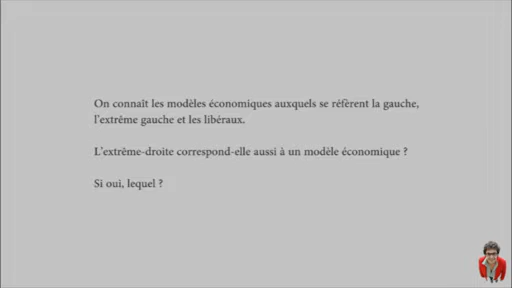 On connaît les modèles économiques auxquels se réfèrent la gauche,
l'extrême gauche et les libéraux.
L'extrême-droite correspond-elle aussi à un modèle économique ?
Si oui, lequel ?